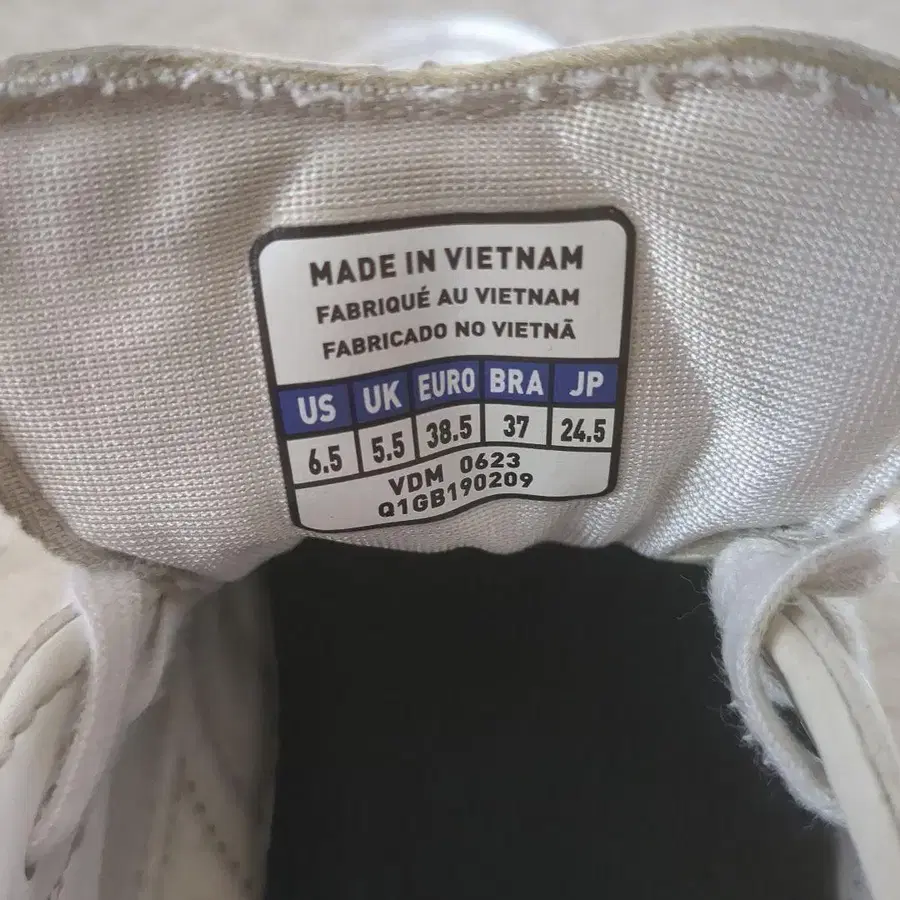 MADE IN VIETNAM
FABRIQUÉ AU VIETNAM
FABRICADO NO VIETNÃ
US UK EURO BRA JP
6.5 5.5 38.5 37 24.5
VDM 0623
Q1GB190209